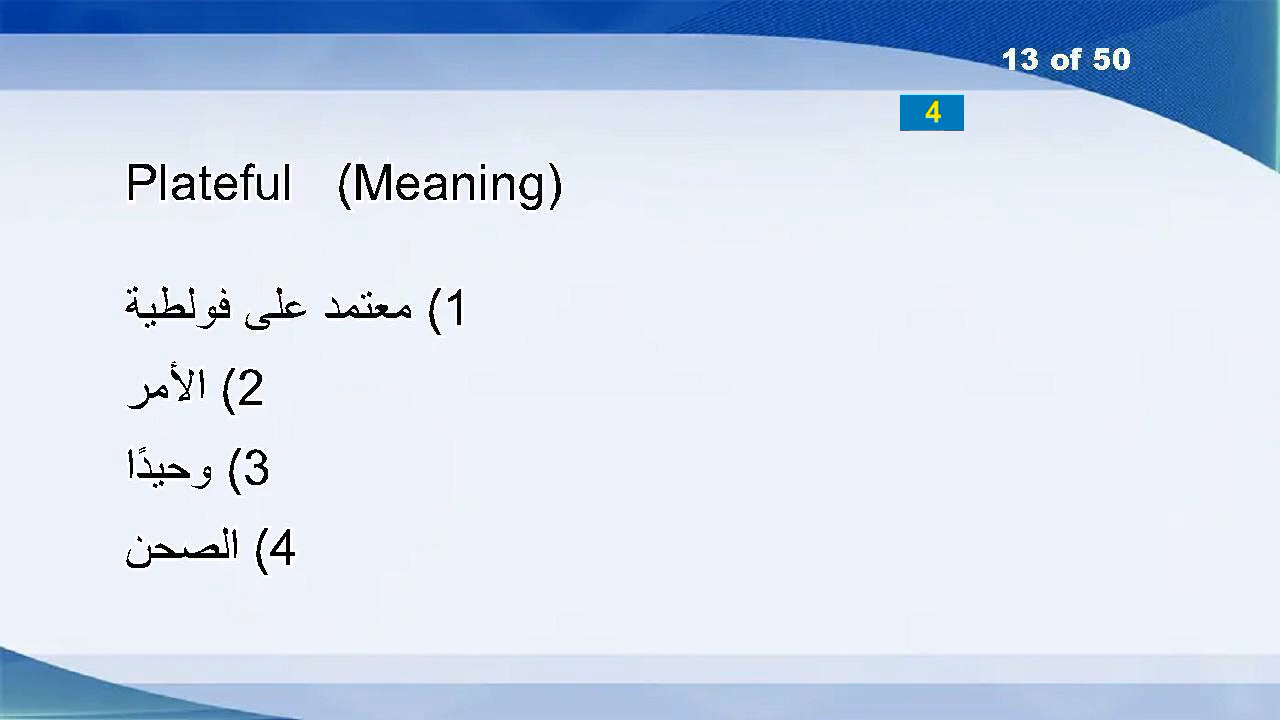 13 of 50
4
Plateful (Meaning)
1) معتمد على فولطية
2) الأمر
3) وحيدًا
4) الصحن